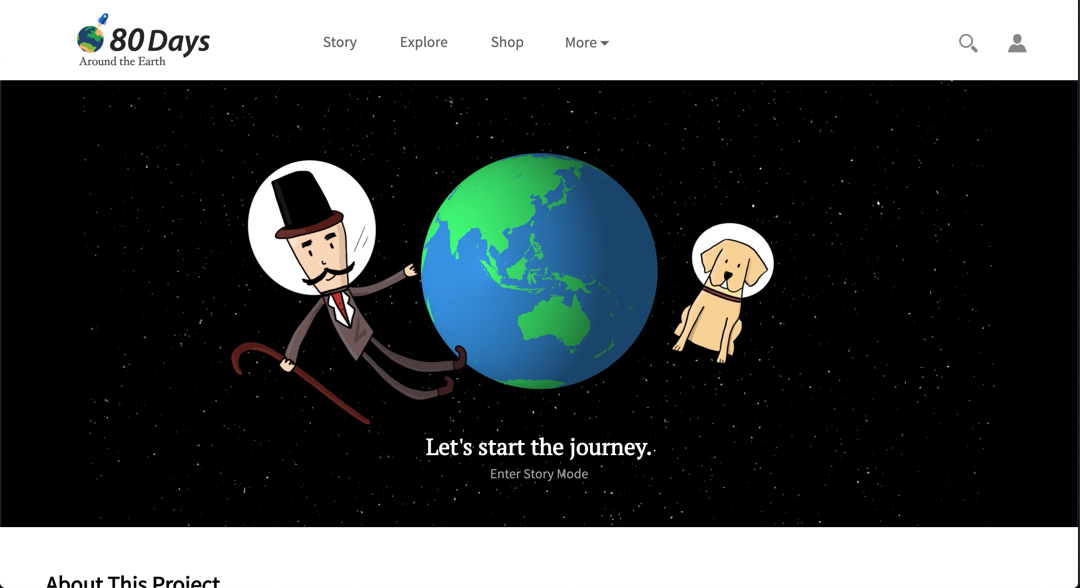 80 Days
Around the Earth
Story
Explore
Shop
More
Let's start the journey.
Enter Story Mode
About This Project